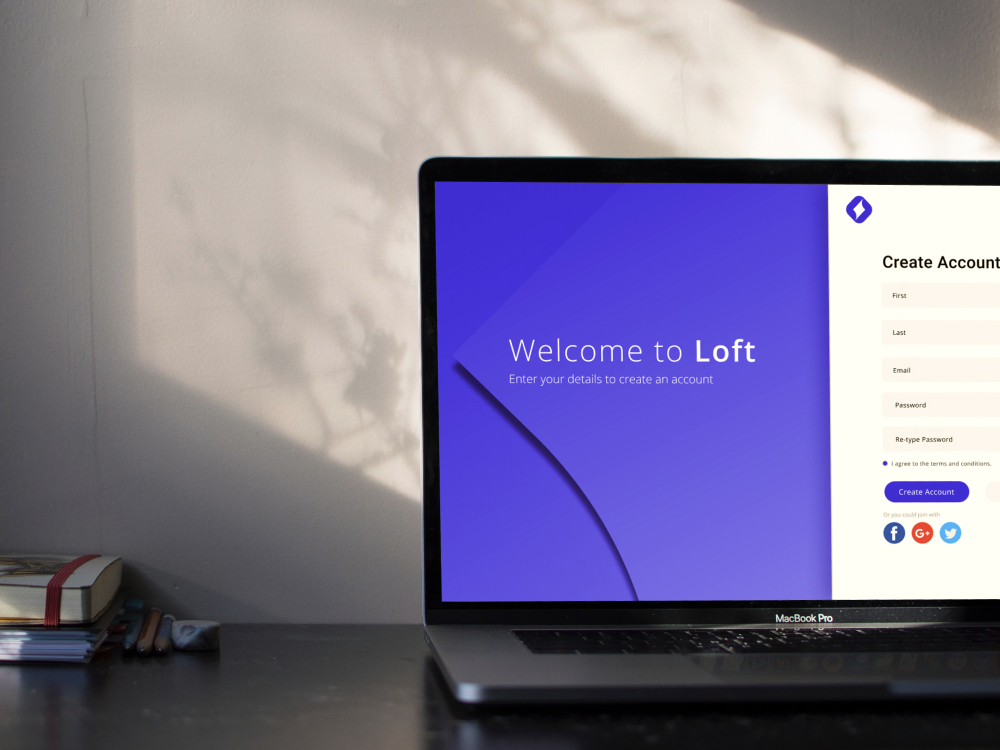 Welcome to Loft
Enter your details to create an account
Create Account
First
Last
Email
Password
Re-type Password
I agree to the terms and conditions.
Create Account
Or you could join with
f
G+
MacBook Pro